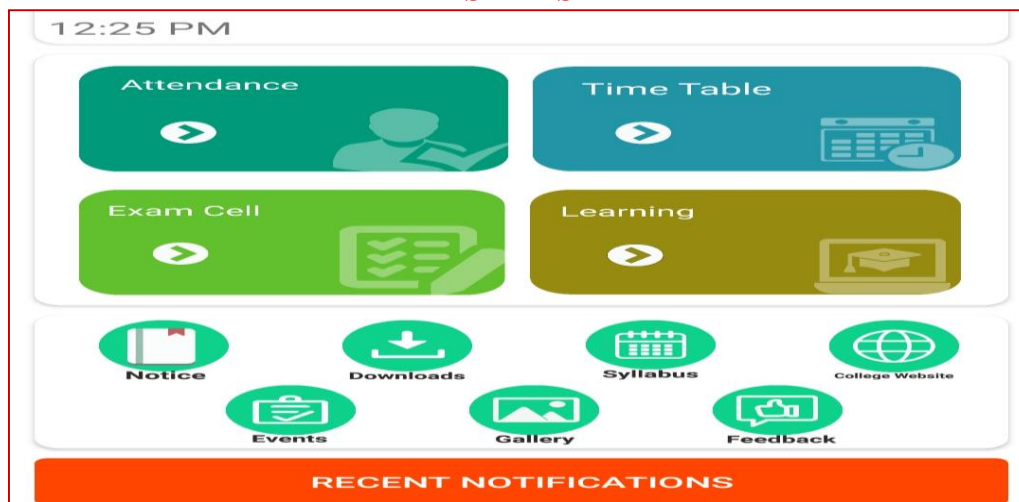 12:25 PM
Attendance
Time Table
Exam Cell
Learning
Notice
Downloads
Syllabus
College Website
Events
Gallery
Feedback
RECENT NOTIFICATIONS